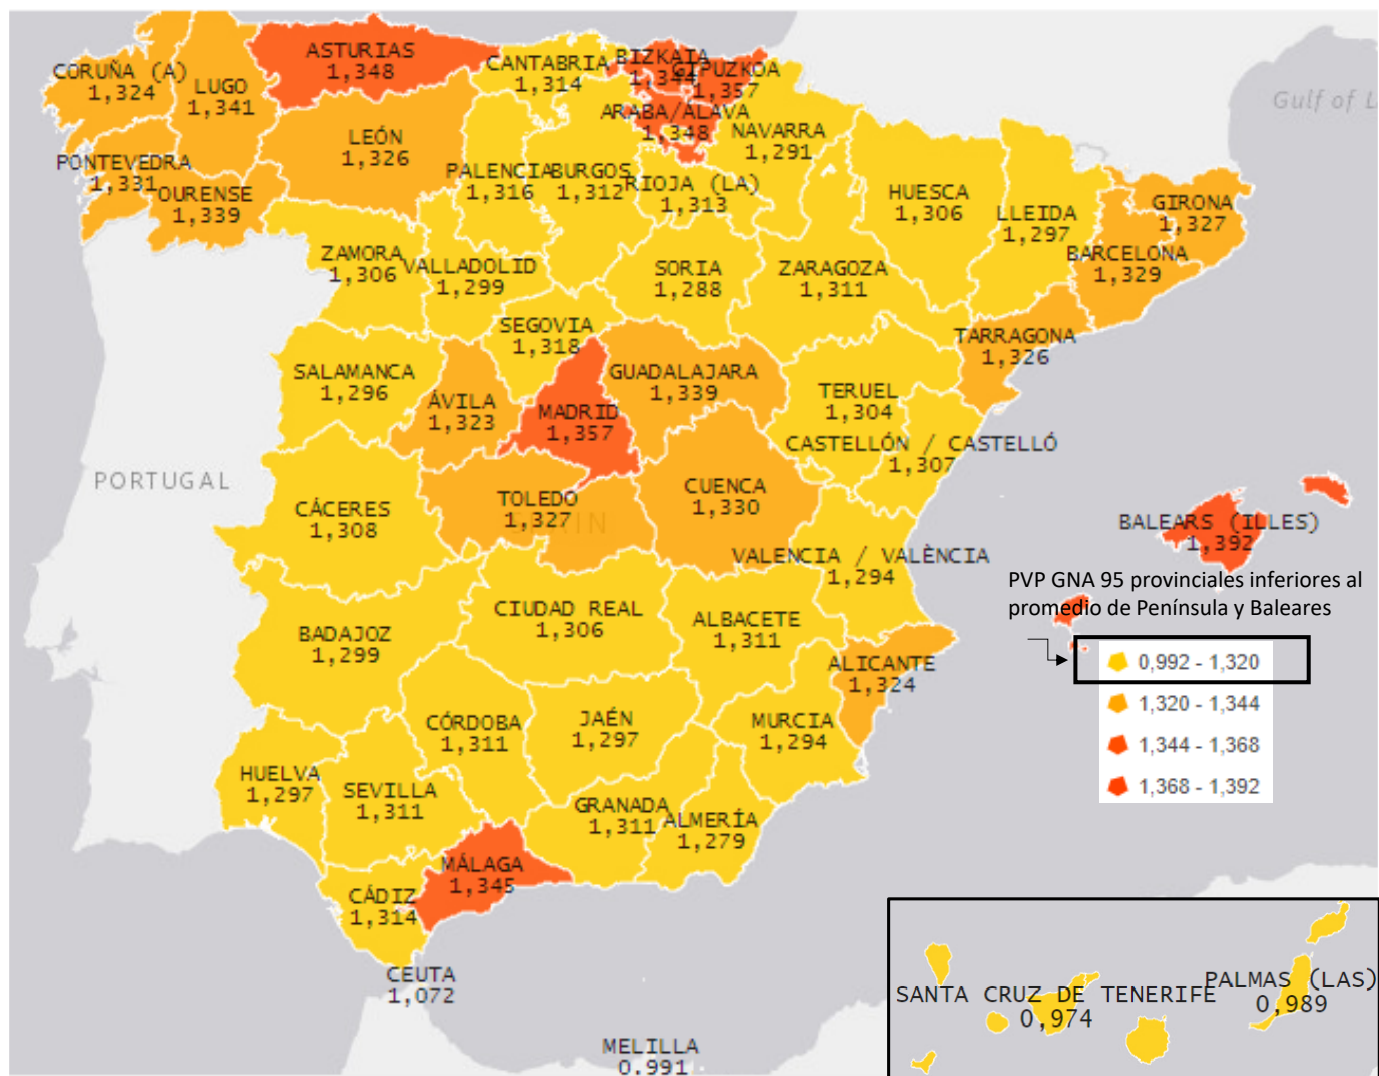 ASTURIAS
1,348
CANTABRIA
1,314
BIZKAIA
1,344
GIPUZKOA
1,357
CORUÑA (A)
1,324
LUGO
1,341
ARABA/ALAVA
1,348
NAVARRA
1,291
Gulf of L
LEÓN
1,326
PONTEVEDRA
1,331
OURENSE
1,339
PALENCIA
1,316
BURGOS
1,312
RIOJA (LA)
1,313
HUESCA
1,306
LLEIDA
1,297
GIRONA
1,327
BARCELONA
1,329
ZAMORA
1,306
VALLADOLID
1,299
SORIA
1,288
ZARAGOZA
1,311
SEGOVIA
1,318
TARRAGONA
1,326
SALAMANCA
1,296
ÁVILA
1,323
MADRID
1,357
GUADALAJARA
1,339
TERUEL
1,304
CASTELLÓN / CASTELLÓ
1,307
PORTUGAL
CÁCERES
1,308
TOLEDO
1,327
CUENCA
1,330
BALEARS (ILLES)
1,392
VALENCIA / VALÈNCIA
1,294
PVP GNA 95 provinciales inferiores al
promedio de Península y Baleares
0,992 - 1,320
1,320 - 1,344
1,344 - 1,368
1,368 - 1,392
BADAJOZ
1,299
CIUDAD REAL
1,306
ALBACETE
1,311
ALICANTE
1,324
CÓRDOBA
1,311
JAÉN
1,297
MURCIA
1,294
HUELVA
1,297
SEVILLA
1,311
GRANADA
1,311
ALMERÍA
1,279
MÁLAGA
1,345
CÁDIZ
1,314
CEUTA
1,072
MELILLA
0.991
SANTA CRUZ DE TENERIFE
0,974
PALMAS (LAS)
0,989